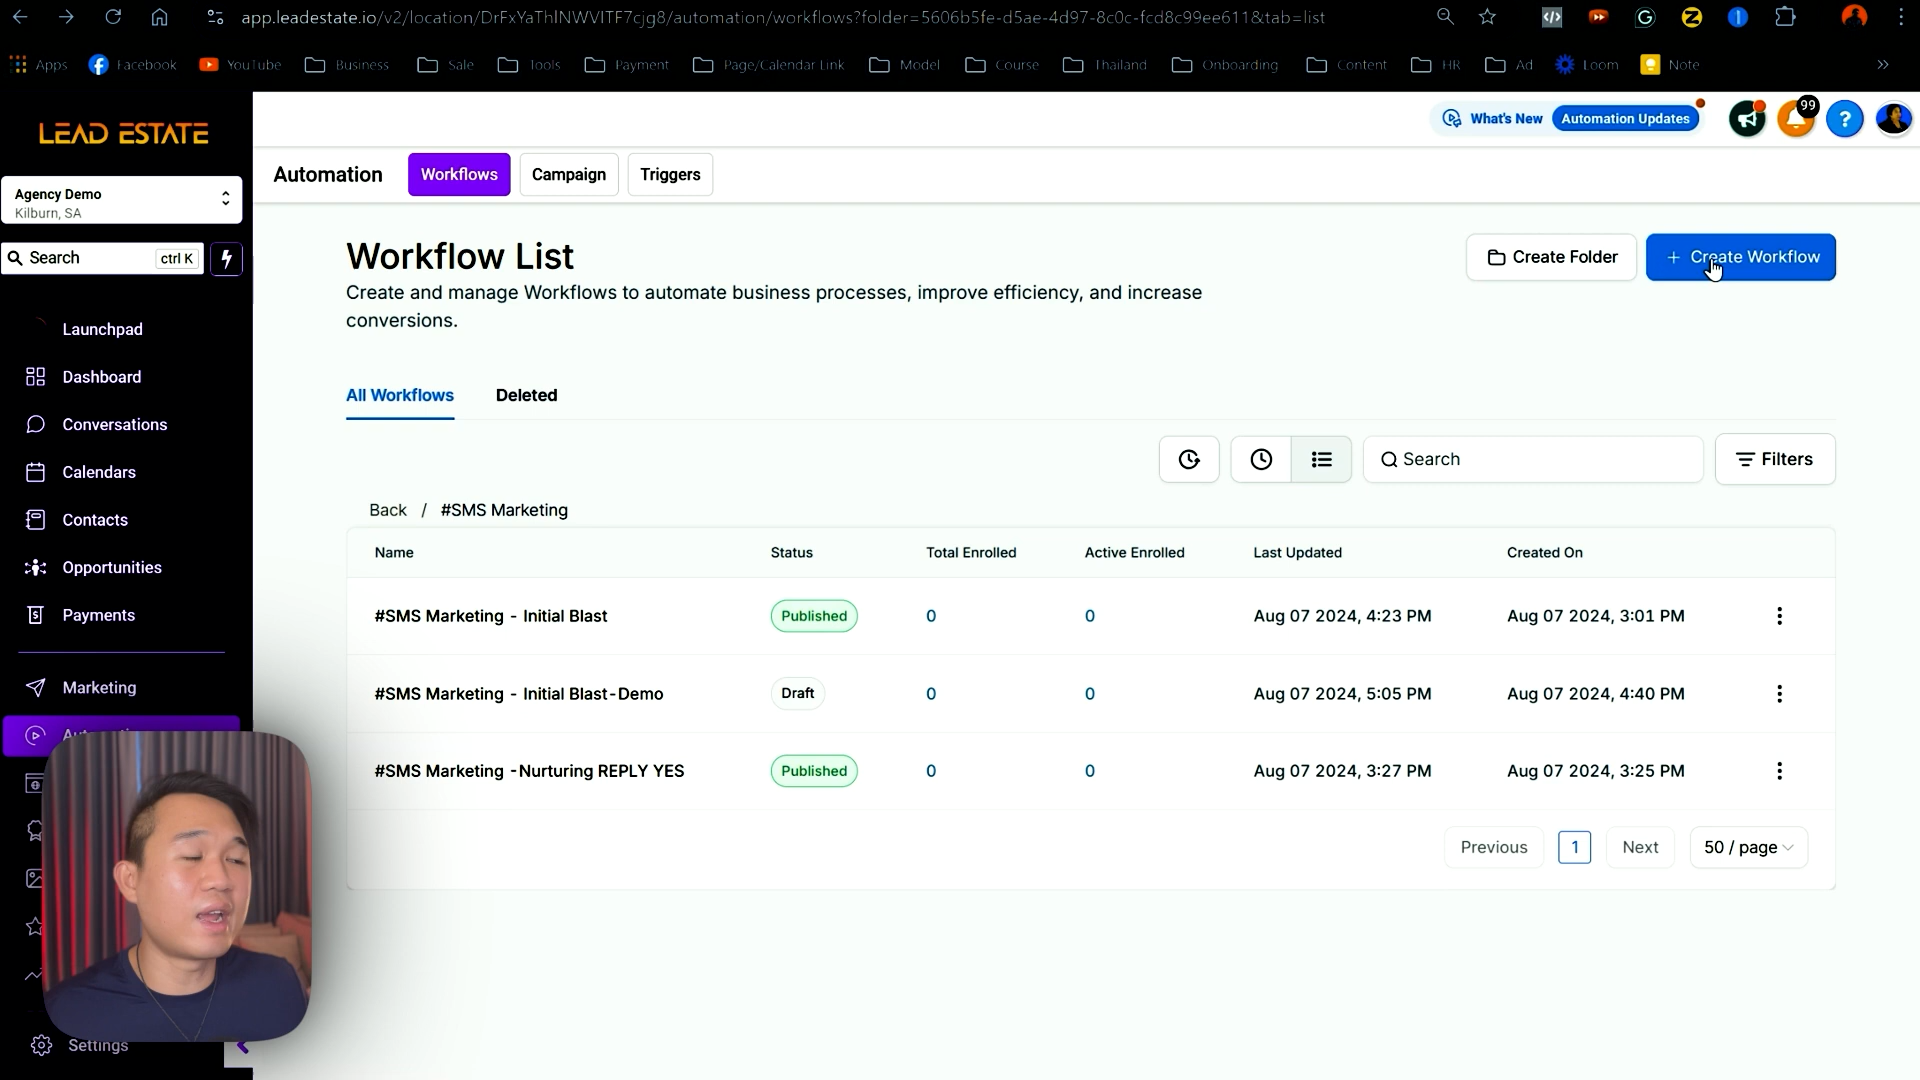 app.leadestate.io/v2/location/DrFxYaThlNWVITF7cjg8/automation/workflows?folder=5606b5fe-d5ae-4d97-8c0c-fcd8c99ee611&tab=list
Apps Facebook YouTube Business Sale Tools Payment Page/Calendar Link Model Course Thailand Onboarding Content HR Ad Loom Note
LEAD ESTATE
What's New Automation Updates 99 ?
Automation Workflows Campaign Triggers
Agency Demo
Kilburn, SA
Search ctrl K
Launchpad
Dashboard
Conversations
Calendars
Contacts
Opportunities
Payments
Marketing
Settings
Workflow List
Create Folder + Create Workflow
Create and manage Workflows to automate business processes, improve efficiency, and increase
conversions.
All Workflows Deleted
Search Filters
Back / #SMS Marketing
Name Status Total Enrolled Active Enrolled Last Updated Created On
#SMS Marketing - Initial Blast Published 0 0 Aug 07 2024, 4:23 PM Aug 07 2024, 3:01 PM
#SMS Marketing - Initial Blast-Demo Draft 0 0 Aug 07 2024, 5:05 PM Aug 07 2024, 4:40 PM
#SMS Marketing -Nurturing REPLY YES Published 0 0 Aug 07 2024, 3:27 PM Aug 07 2024, 3:25 PM
Previous 1 Next 50 / page